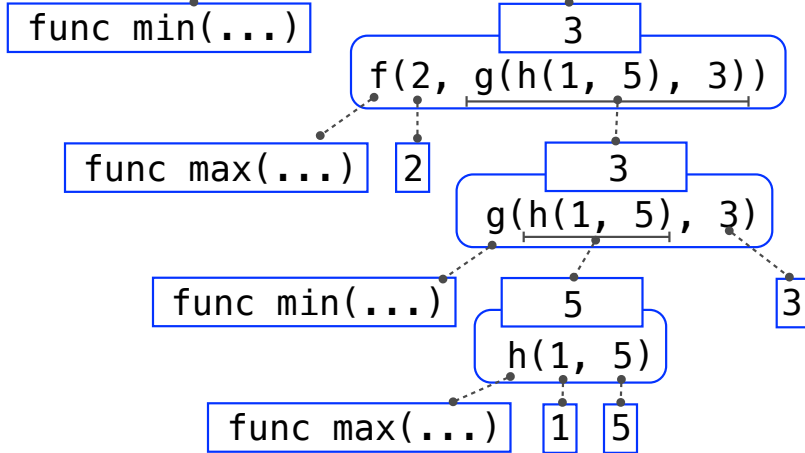 func min(...)
3
f(2, g(h(1, 5), 3))
func max(...)
2
3
g(h(1, 5), 3)
func min(...)
5
3
h(1, 5)
func max(...)
1
5